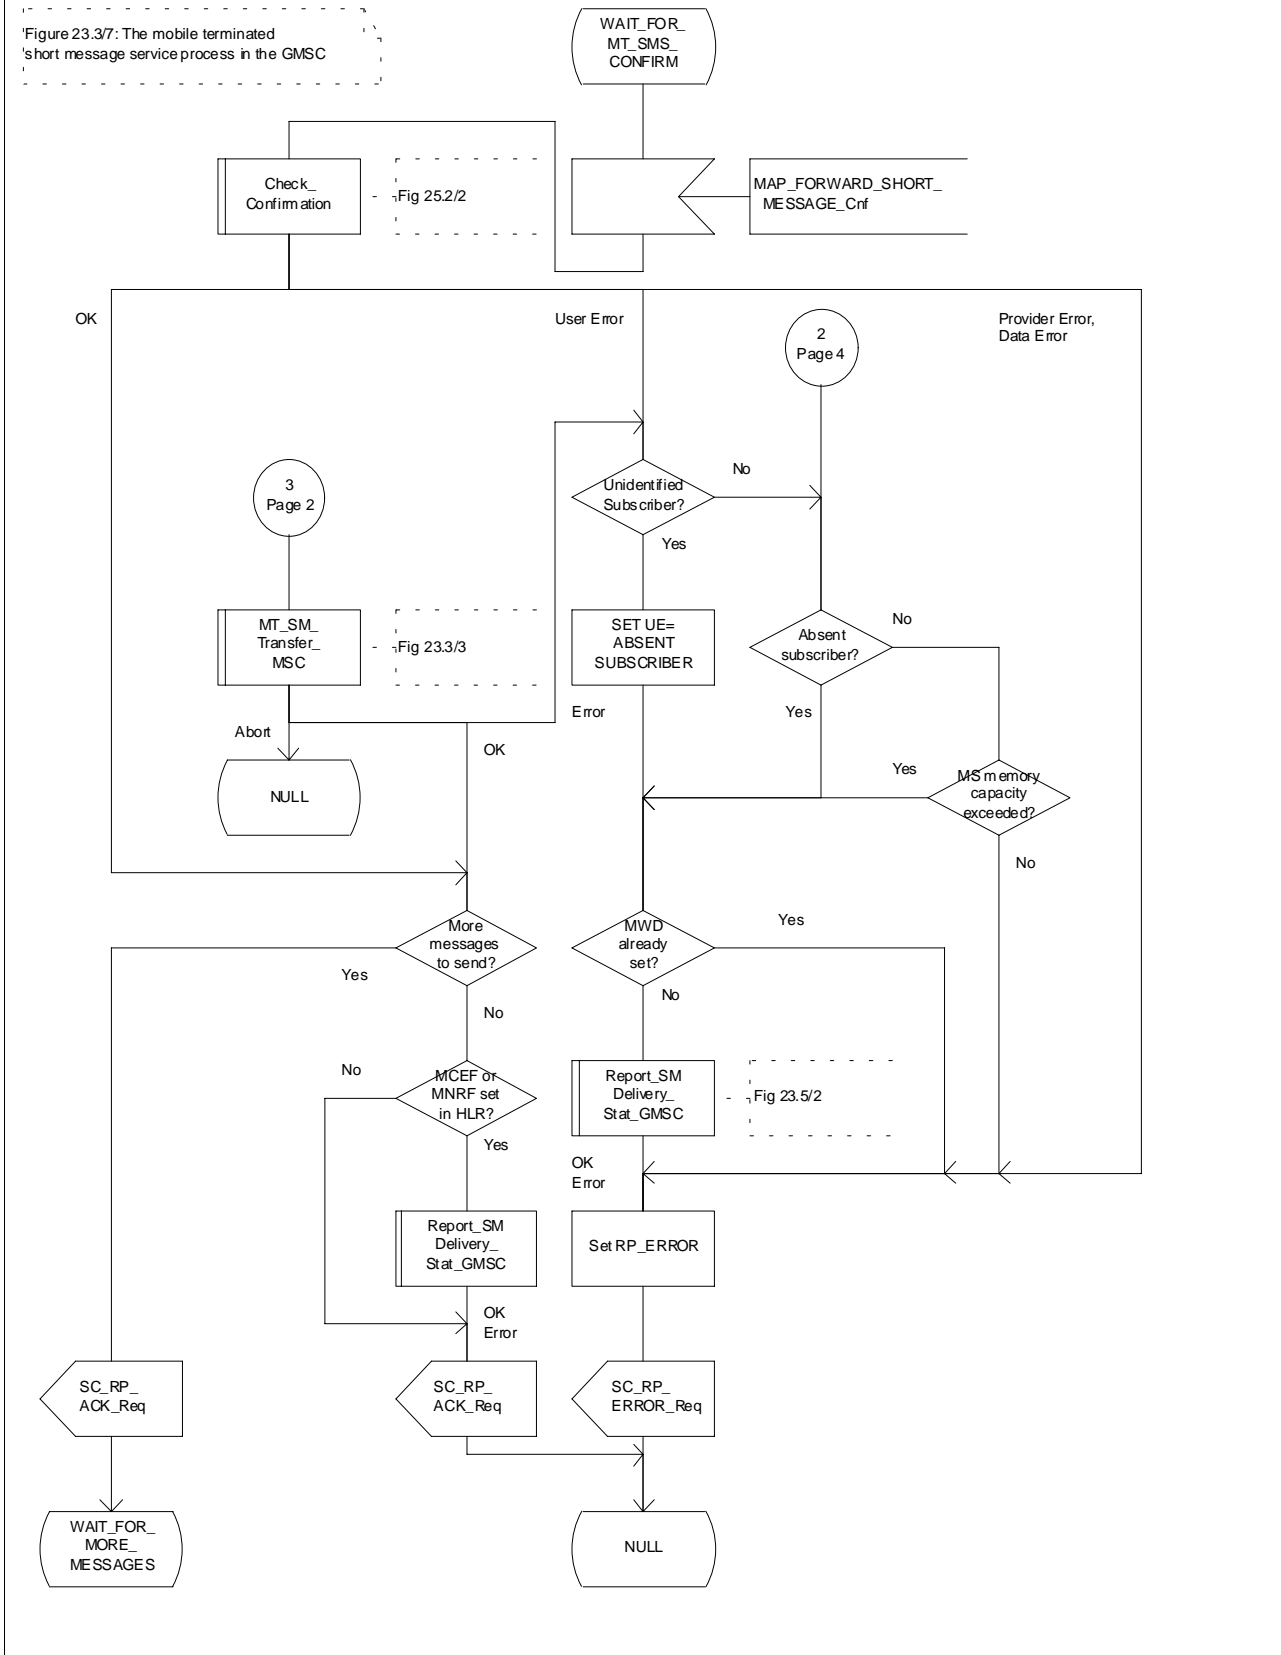 Figure 23.3/7: The mobile terminated
short message service process in the GMSC
WAIT_FOR_
MT_SMS_
CONFIRM
Check_
Confirmation
Fig 25.2/2
MAP_FORWARD_SHORT_
MESSAGE_Cnf
OK
User Error
Provider Error,
Data Error
2
Page 4
3
Page 2
Unidentified
Subscriber?
No
Yes
MT_SM_
Transfer_
MSC
Fig 23.3/3
SET UE=
ABSENT
SUBSCRIBER
Absent
subscriber?
No
Error
Yes
Abort
OK
NULL
Yes
MS memory
capacity
exceeded?
No
More
messages
to send?
Yes
No
MWD
already
set?
Yes
No
No
MCEF or
MNRF set
in HLR?
Yes
Report_SM
Delivery_
Stat_GMSC
Fig 23.5/2
OK
Error
Report_SM
Delivery_
Stat_GMSC
Set RP_ERROR
OK
Error
SC_RP_
ACK_Req
SC_RP_
ACK_Req
SC_RP_
ERROR_Req
WAIT_FOR_
MORE_
MESSAGES
NULL